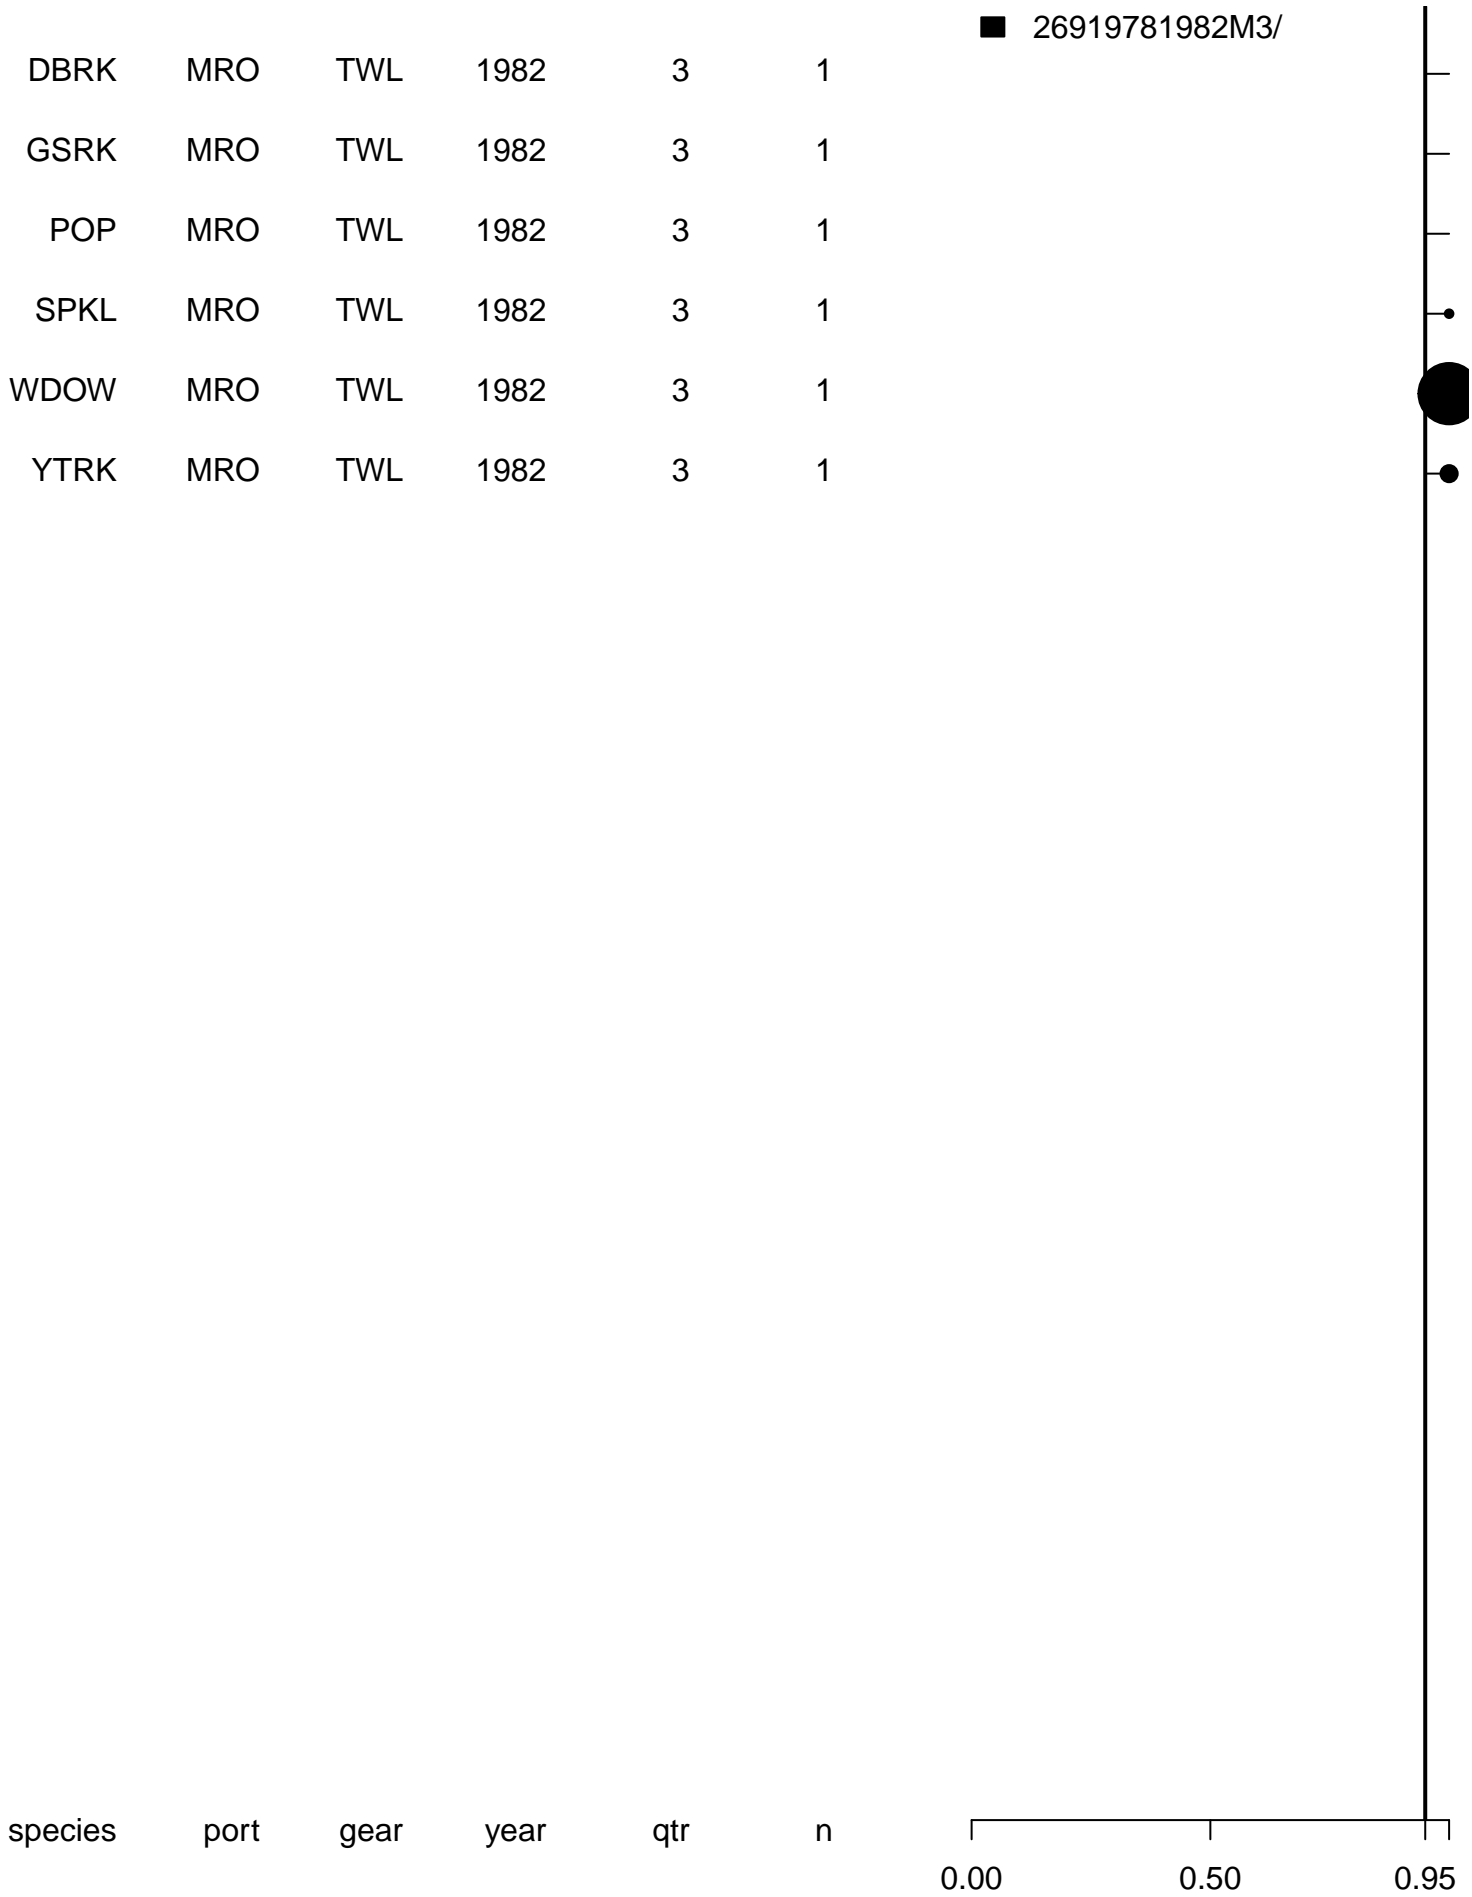 26919781982M3/
DBRK MRO TWL 1982 3 1
GSRK MRO TWL 1982 3 1
POP MRO TWL 1982 3 1
SPKL MRO TWL 1982 3 1
WDOW MRO TWL 1982 3 1
YTRK MRO TWL 1982 3 1
species port gear year qtr n
0.00 0.50 0.95